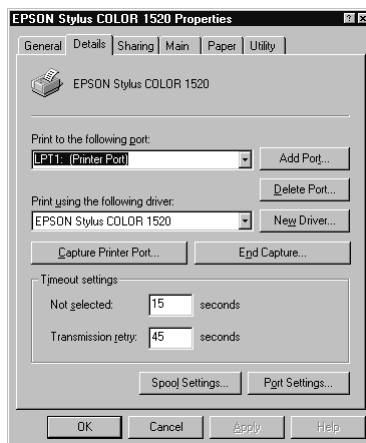 EPSON Stylus COLOR 1520 Properties
General Details Sharing Main Paper Utility
EPSON Stylus COLOR 1520
Print to the following port:
LPT1: (Printer Port) Add Port...
Delete Port...
Print using the following driver:
EPSON Stylus COLOR 1520 New Driver...
Capture Printer Port... End Capture...
Timeout settings
Not selected: 15 seconds
Transmission retry: 45 seconds
Spool Settings... Port Settings...
OK Cancel Apply Help